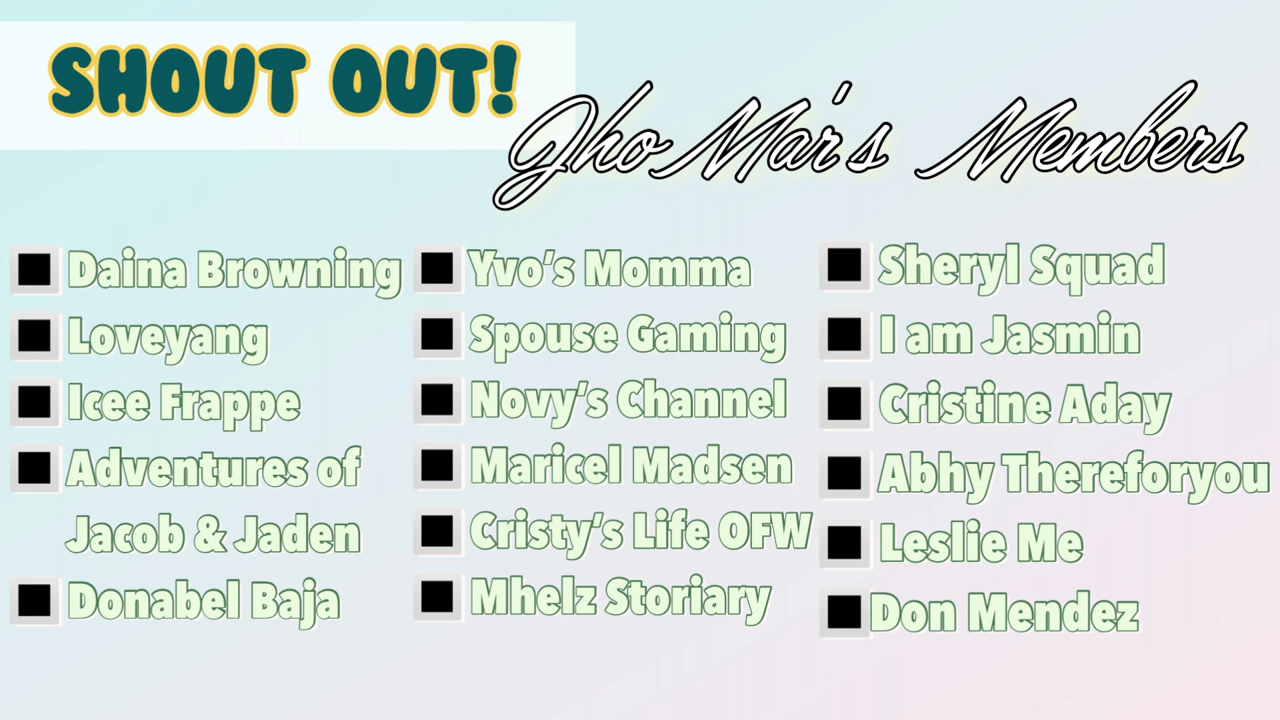 SHOUT OUT!
Jho Mar's Members
Daina Browning
Loveyang
Icee Frappe
Adventures of
Jacob & Jaden
Donabel Baja
Yvo's Momma
Spouse Gaming
Novy's Channel
Maricel Madsen
Cristy's Life OFW
Mhelz Storiary
Sheryl Squad
I am Jasmin
Cristine Aday
Abhy Thereforyou
Leslie Me
Don Mendez